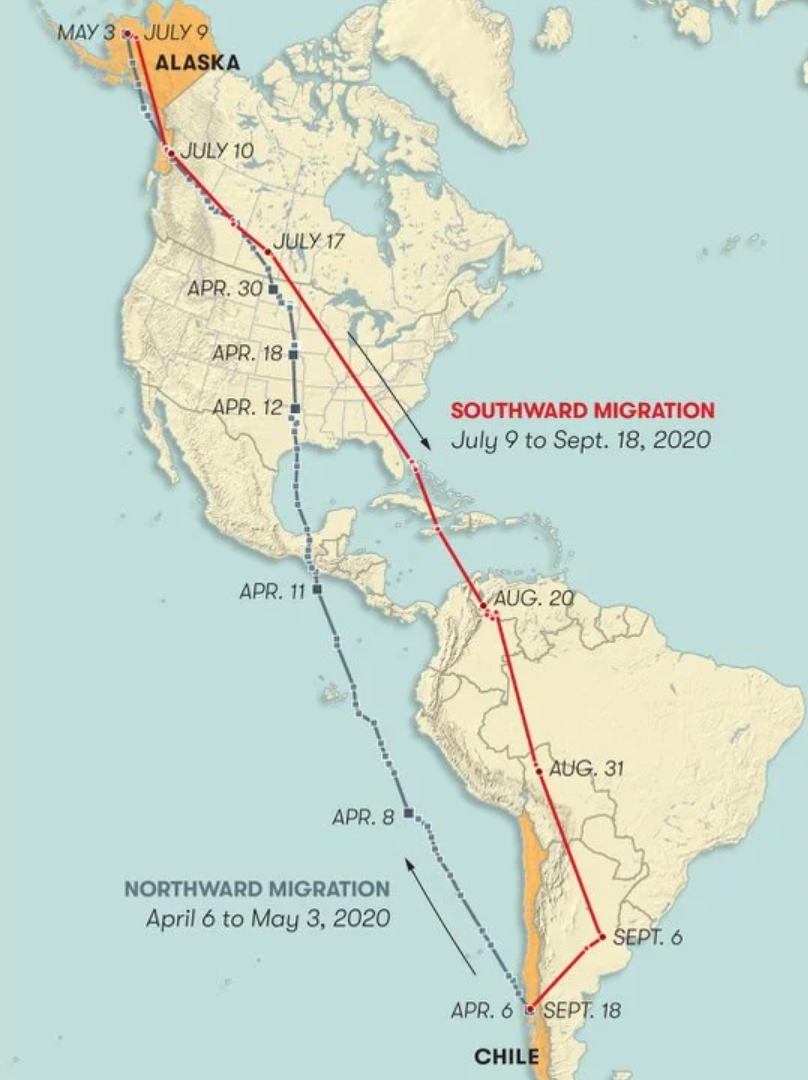 MAY 3
JULY 9
ALASKA
JULY 10
JULY 17
APR. 30
APR. 18
APR. 12
SOUTHWARD MIGRATION
July 9 to Sept. 18, 2020
APR. 11
AUG. 20
AUG. 31
APR. 8
NORTHWARD MIGRATION
April 6 to May 3, 2020
SEPT. 6
APR. 6
SEPT. 18
CHILE